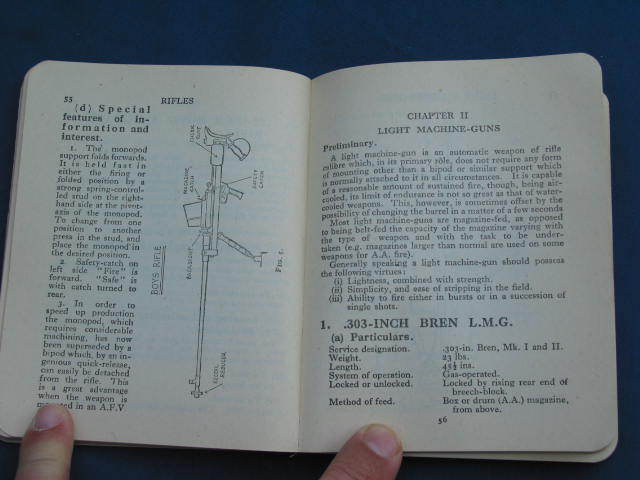 55
RIFLES
(d) Special
features of in-
formation and
interest.
1. The monopod
support folds forwards.
It is held fast in
either the firing or
folded position by a
strong spring-control-
led stud on the right-
hand side at the pivot-
axis of the monopod.
To change from one
position to another
press in the stud, and
place the monopod in
the desired position.
2. Safety-catch on
left side "Fire" is
forward. "Safe" is
with catch turned to
rear.
3. In order to
speed up production
the monopod, which
requires considerable
machining, has now
been superseded by a
bipod which, by an in-
genious quick-release,
can easily be detached
from the rifle. This
is a great advantage
when the weapon is
in an A.F.V
BOYS RIFLE
MAGAZINE
CATCH
SAFETY
CATCH
BACKSIGHT
RECOIL
REDUCER
FIG. 1.
CHAPTER II
LIGHT MACHINE-GUNS
Preliminary.
A light machine-gun is an automatic weapon of rifle
calibre which, in its primary rôle, does not require any form
of mounting other than a bipod or similar support which
is normally attached to it in all circumstances. It is capable
of a reasonable amount of sustained fire, though, being air-
cooled, its limit of endurance is not so great as that of water-
cooled weapons. This, however, is sometimes offset by the
possibility of changing the barrel in a matter of a few seconds
Most light machine-guns are magazine-fed, as opposed
to being belt-fed the capacity of the magazine varying with
the type of weapon and with the task to be under-
taken (e.g. magazines larger than normal are used on some
weapons for A.A. fire).
Generally speaking a light machine-gun should possess
the following virtues:
(i) Lightness, combined with strength.
(ii) Simplicity, and ease of stripping in the field.
(iii) Ability to fire either in bursts or in a succession of
single shots.
1. .303-INCH BREN L.M.G.
(a) Particulars.
Service designation. .303-in. Bren, Mk. I and II.
Weight. 23 lbs.
Length. 45½ ins.
System of operation. Gas-operated.
Locked or unlocked. Locked by rising rear end of
breech-block.
Method of feed. Box or drum (A.A.) magazine,
from above.
56